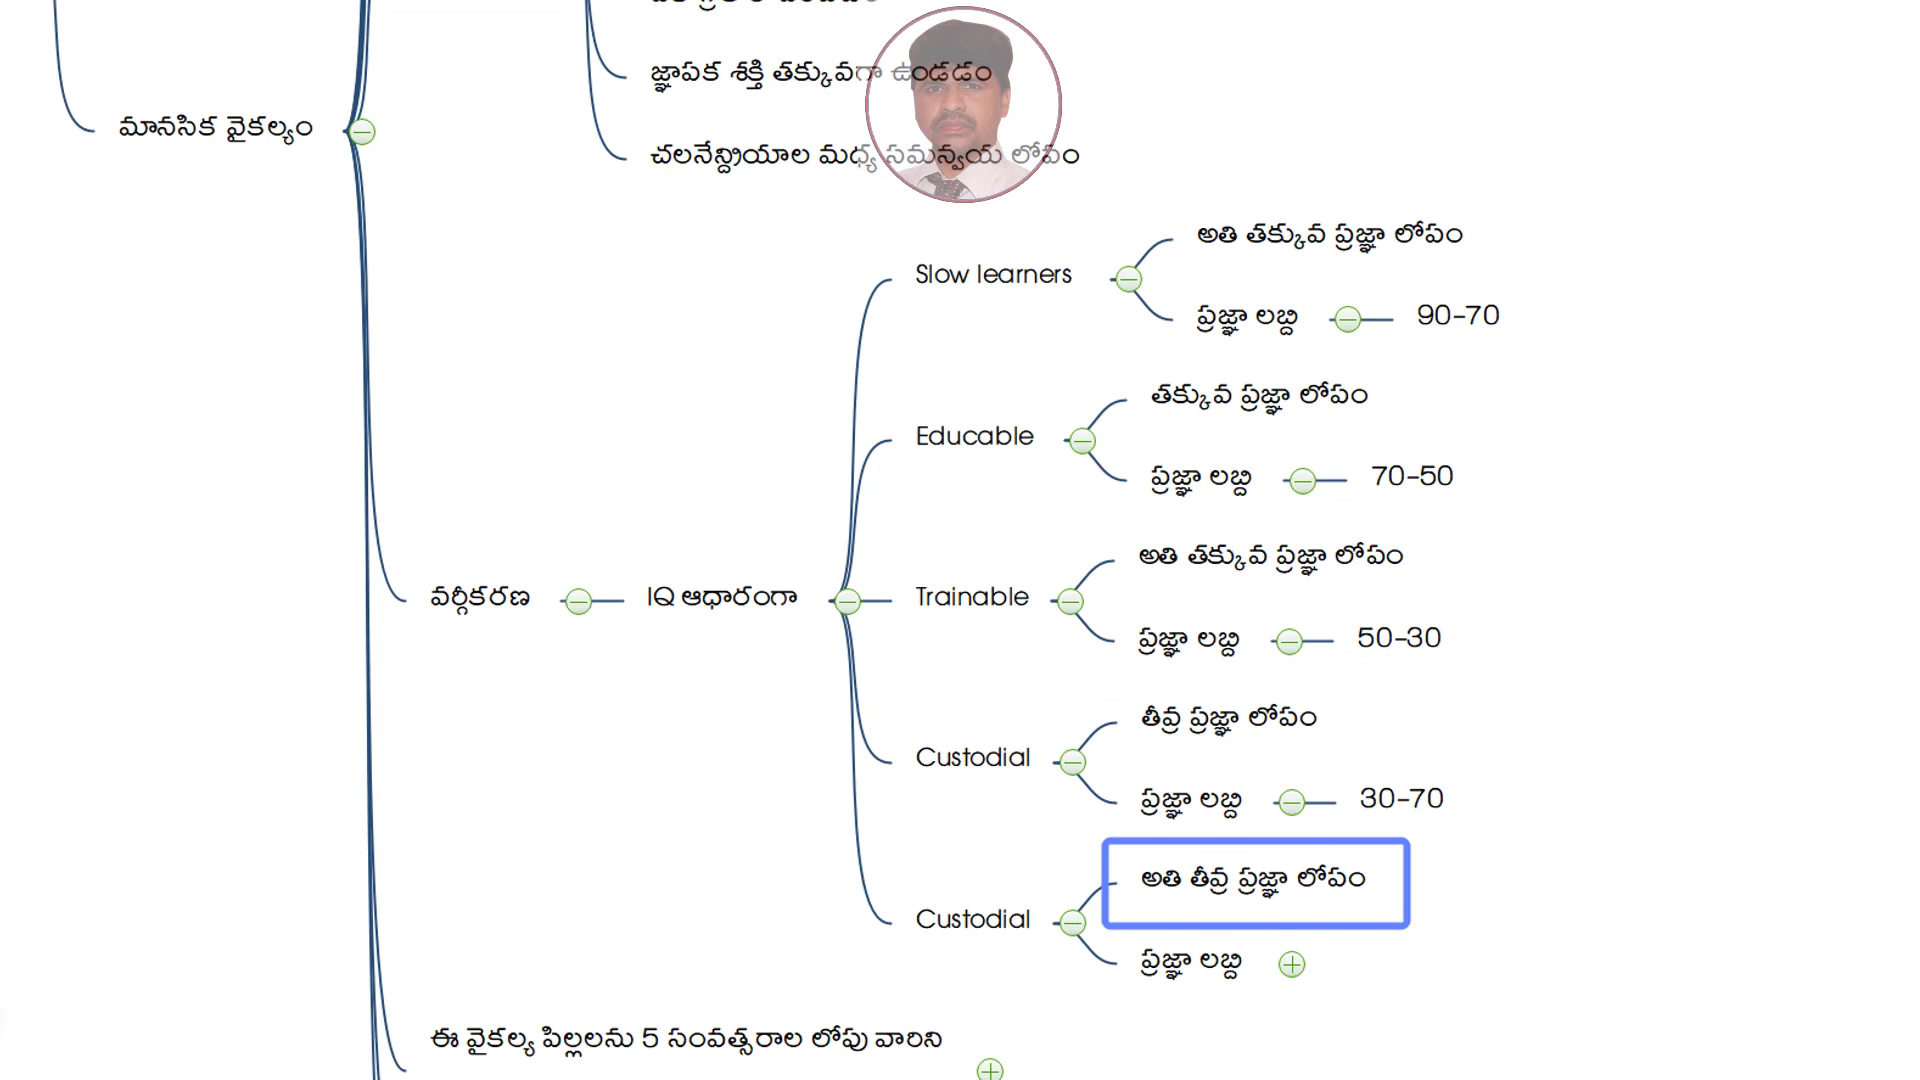 జ్ఞాపక శక్తి తక్కువగా ఉండడం
మానసిక వైకల్యం
చలనేన్ద్రియాల మధ్య సమన్వయ లోపం
Slow learners
అతి తక్కువ ప్రజ్ఞా లోపం
ప్రజ్ఞా లబ్ది
90-70
Educable
తక్కువ ప్రజ్ఞా లోపం
ప్రజ్ఞా లబ్ది
70-50
వర్గీకరణ
IQ ఆధారంగా
Trainable
అతి తక్కువ ప్రజ్ఞా లోపం
ప్రజ్ఞా లబ్ది
50-30
Custodial
తీవ్ర ప్రజ్ఞా లోపం
ప్రజ్ఞా లబ్ది
30-70
Custodial
అతి తీవ్ర ప్రజ్ఞా లోపం
ప్రజ్ఞా లబ్ది
ఈ వైకల్య పిల్లలను 5 సంవత్సరాల లోపు వారిని